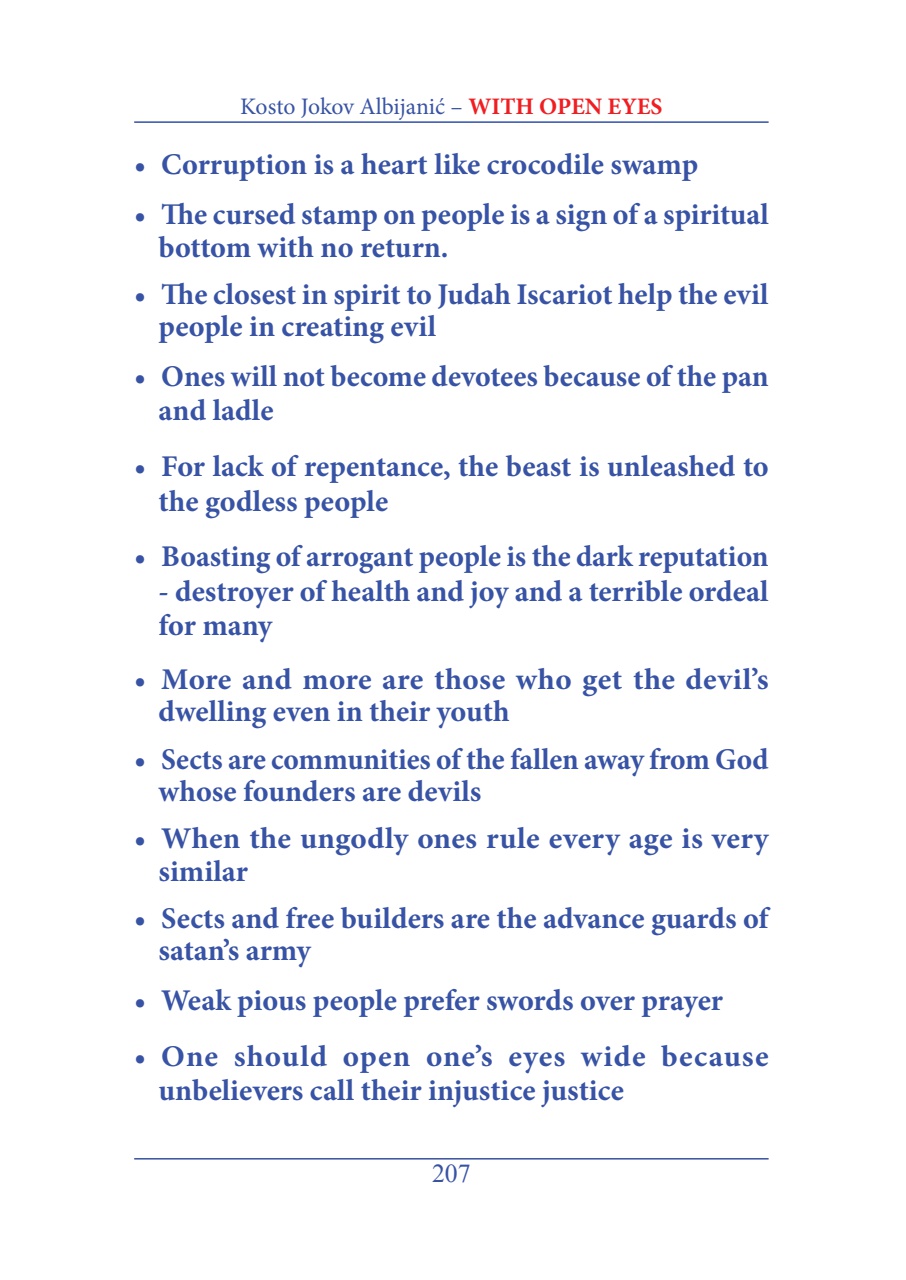 Kosto Jokov Albijanić – WITH OPEN EYES
• Corruption is a heart like crocodile swamp
• The cursed stamp on people is a sign of a spiritual
bottom with no return.
• The closest in spirit to Judah Iscariot help the evil
people in creating evil
• Ones will not become devotees because of the pan
and ladle
• For lack of repentance, the beast is unleashed to
the godless people
• Boasting of arrogant people is the dark reputation
- destroyer of health and joy and a terrible ordeal
for many
• More and more are those who get the devil’s
dwelling even in their youth
• Sects are communities of the fallen away from God
whose founders are devils
• When the ungodly ones rule every age is very
similar
• Sects and free builders are the advance guards of
satan’s army
• Weak pious people prefer swords over prayer
• One should open one’s eyes wide because
unbelievers call their injustice justice
207